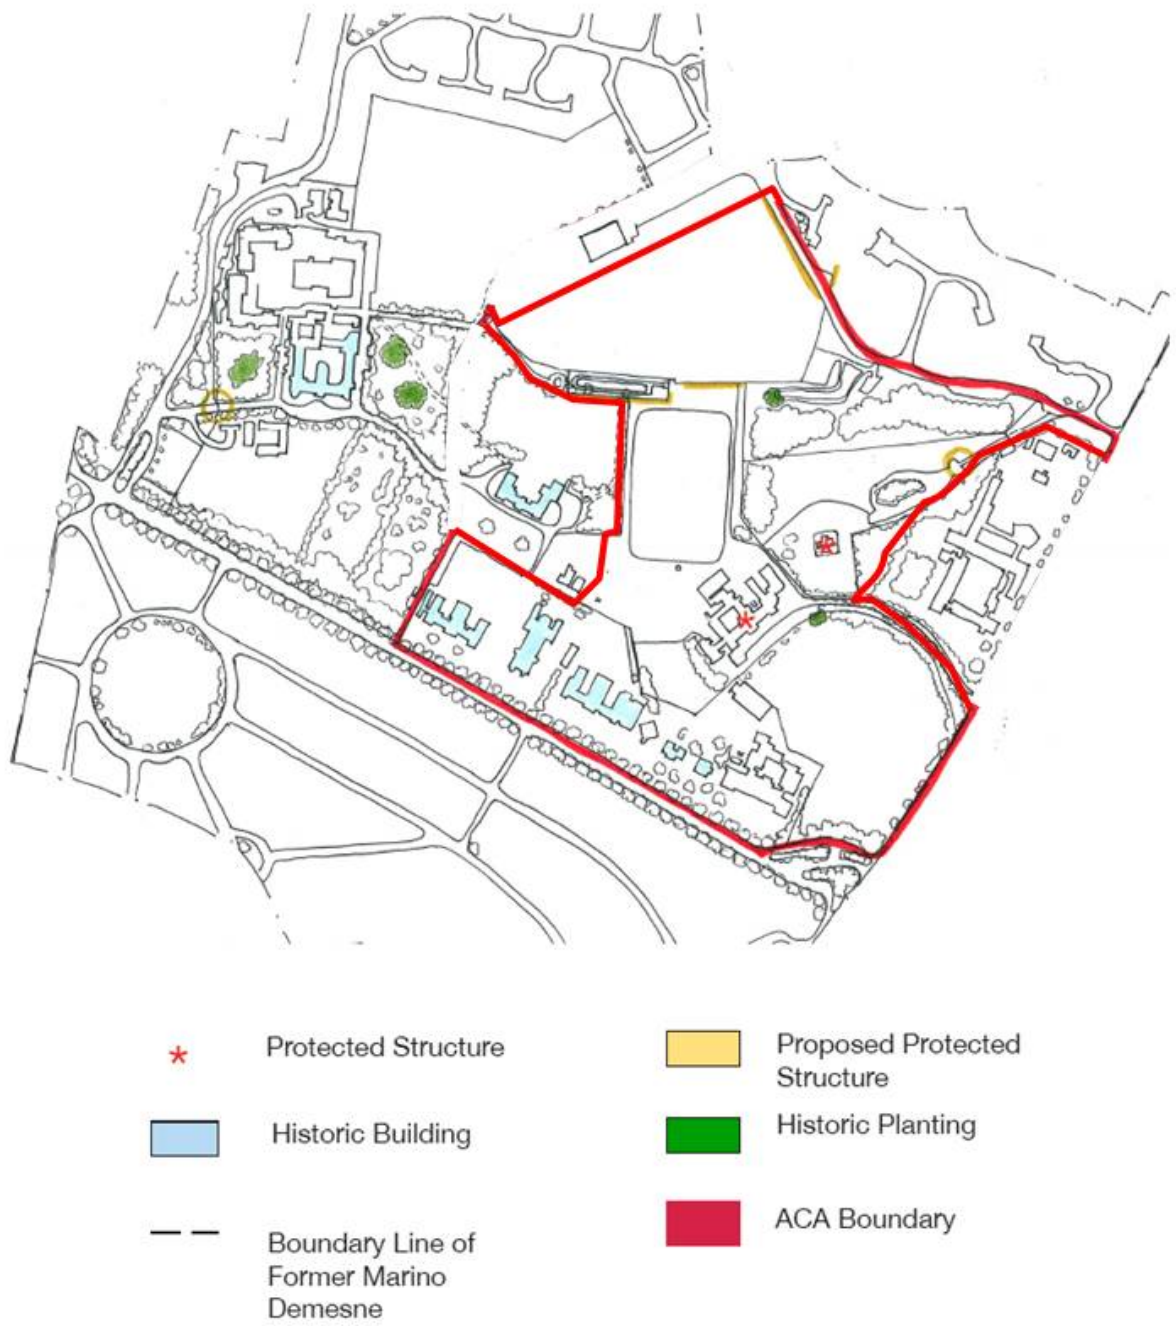 Protected Structure
Historic Building
Boundary Line of
Former Marino
Demesne
Proposed Protected
Structure
Historic Planting
ACA Boundary